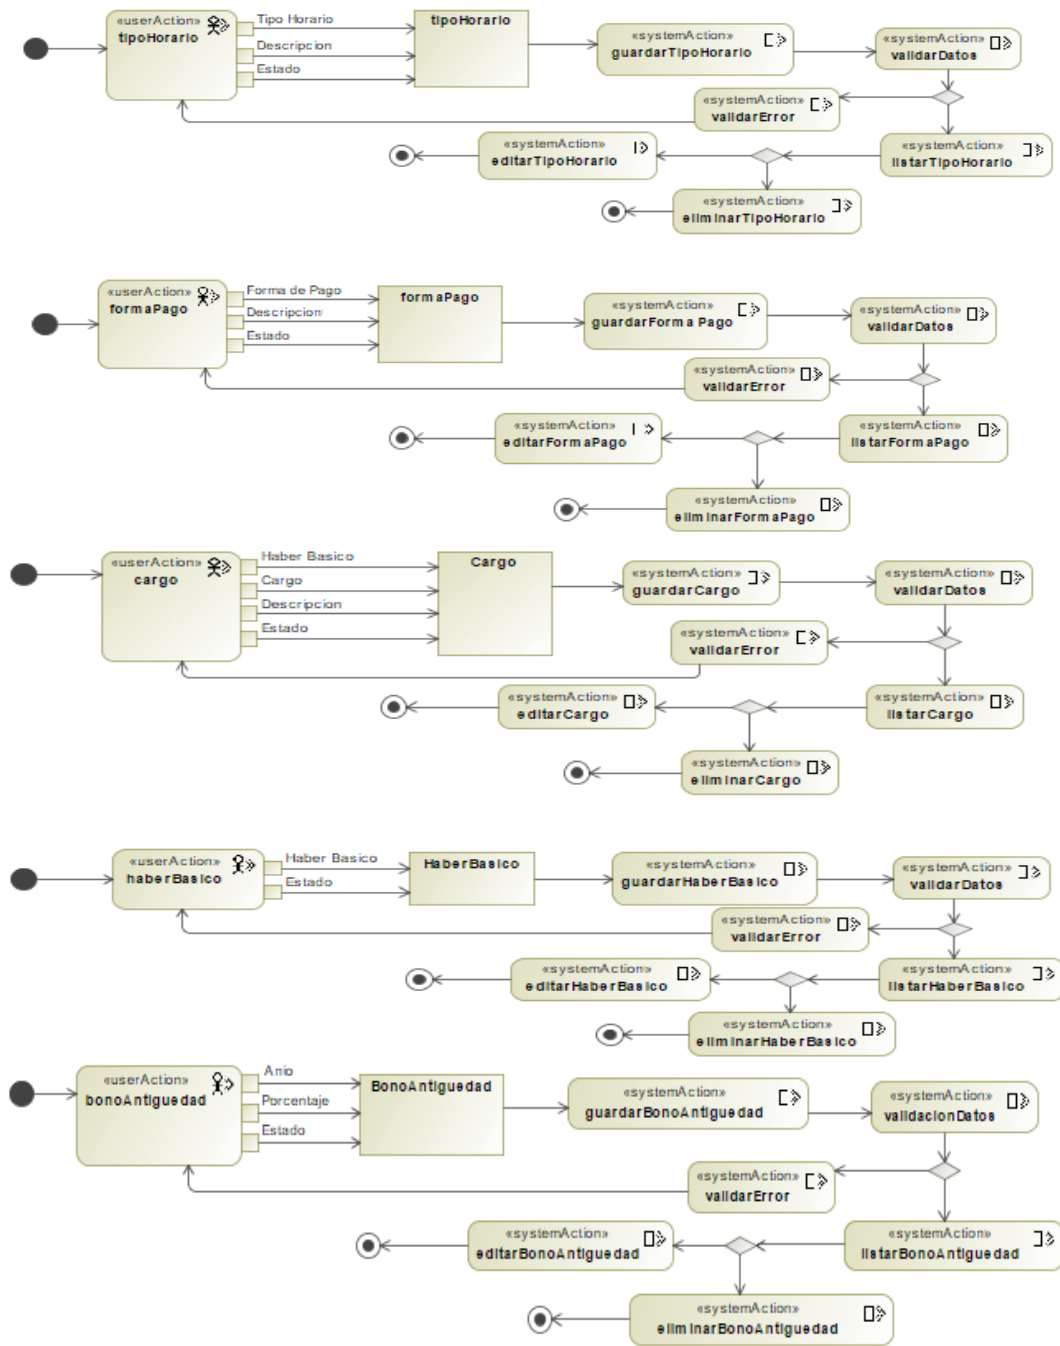 «userAction»
tipoHorario
Tipo Horario
Descripcion
Estado
tipoHorario
«systemAction»
guardarTipoHorario
«systemAction»
validarDatos
«systemAction»
validarError
«systemAction»
editarTipoHorario
«systemAction»
listarTipoHorario
«systemAction»
eliminarTipoHorario
«userAction»
formaPago
Forma de Pago
Descripcion
Estado
formaPago
«systemAction»
guardarForma Pago
«systemAction»
validarDatos
«systemAction»
validarError
«systemAction»
editarFormaPago
«systemAction»
listarFormaPago
«systemAction»
eliminarFormaPago
«userAction»
cargo
Haber Basico
Cargo
Descripcion
Estado
Cargo
«systemAction»
guardarCargo
«systemAction»
validarDatos
«systemAction»
validarError
«systemAction»
editarCargo
«systemAction»
listarCargo
«systemAction»
eliminarCargo
«userAction»
haberBasico
Haber Basico
Estado
HaberBasico
«systemAction»
guardarHaberBasico
«systemAction»
validarDatos
«systemAction»
validarError
«systemAction»
editarHaberBasico
«systemAction»
listarHaberBasico
«systemAction»
eliminarHaberBasico
«userAction»
bonoAntiguedad
Anio
Porcentaje
Estado
BonoAntiguedad
«systemAction»
guardarBonoAntiguedad
«systemAction»
validacionDatos
«systemAction»
validarError
«systemAction»
editarBonoAntiguedad
«systemAction»
listarBonoAntiguedad
«systemAction»
eliminarBonoAntiguedad